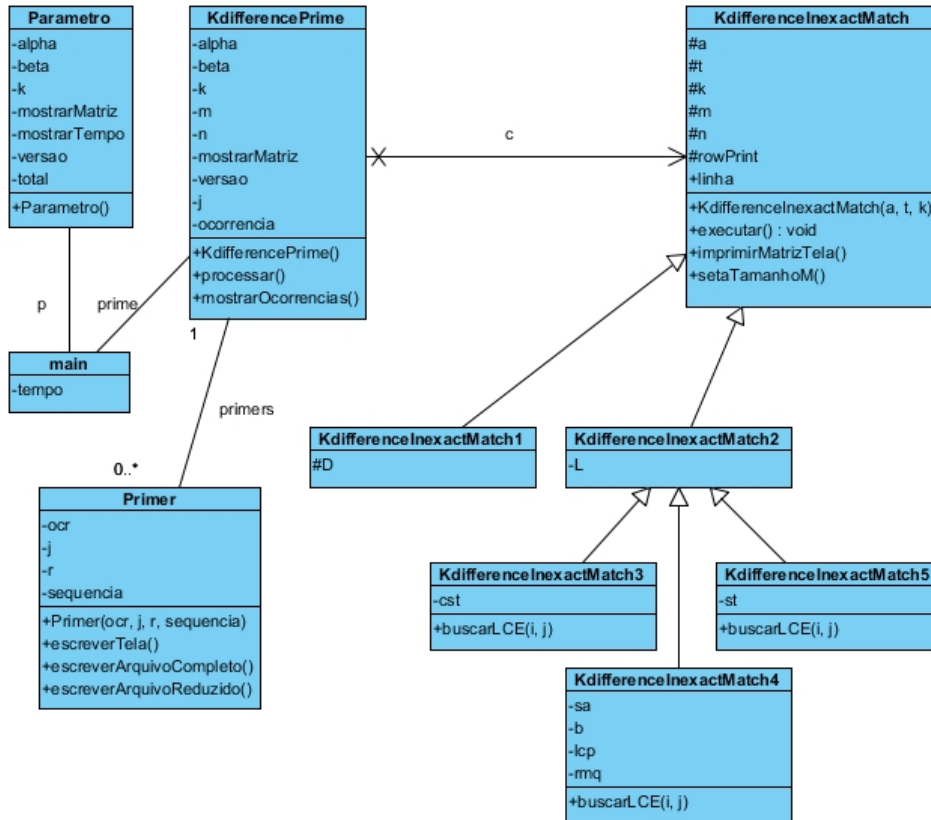 Parametro
-alpha
-beta
-k
-mostrarMatriz
-mostrarTempo
-versao
-total
+Parametro()
KdifferencePrime
-alpha
-beta
-k
-m
-n
-mostrarMatriz
-versao
-j
-ocorrencia
+KdifferencePrime()
+processar()
+mostrarOcorrencias()
KdifferenceInexactMatch
#a
#t
#k
#m
#n
#rowPrint
+linha
+KdifferenceInexactMatch(a, t, k)
+executar() : void
+imprimirMatrizTela()
+setaTamanhoM()
c
p
prime
1
primers
0..*
main
-tempo
Primer
-ocr
-j
-r
-sequencia
+Primer(ocr, j, r, sequencia)
+escreverTela()
+escreverArquivoCompleto()
+escreverArquivoReduzido()
KdifferenceInexactMatch1
#D
KdifferenceInexactMatch2
-L
KdifferenceInexactMatch3
-cst
+buscarLCE(i, j)
KdifferenceInexactMatch5
-st
+buscarLCE(i, j)
KdifferenceInexactMatch4
-sa
-b
-lcp
-rmq
+buscarLCE(i, j)